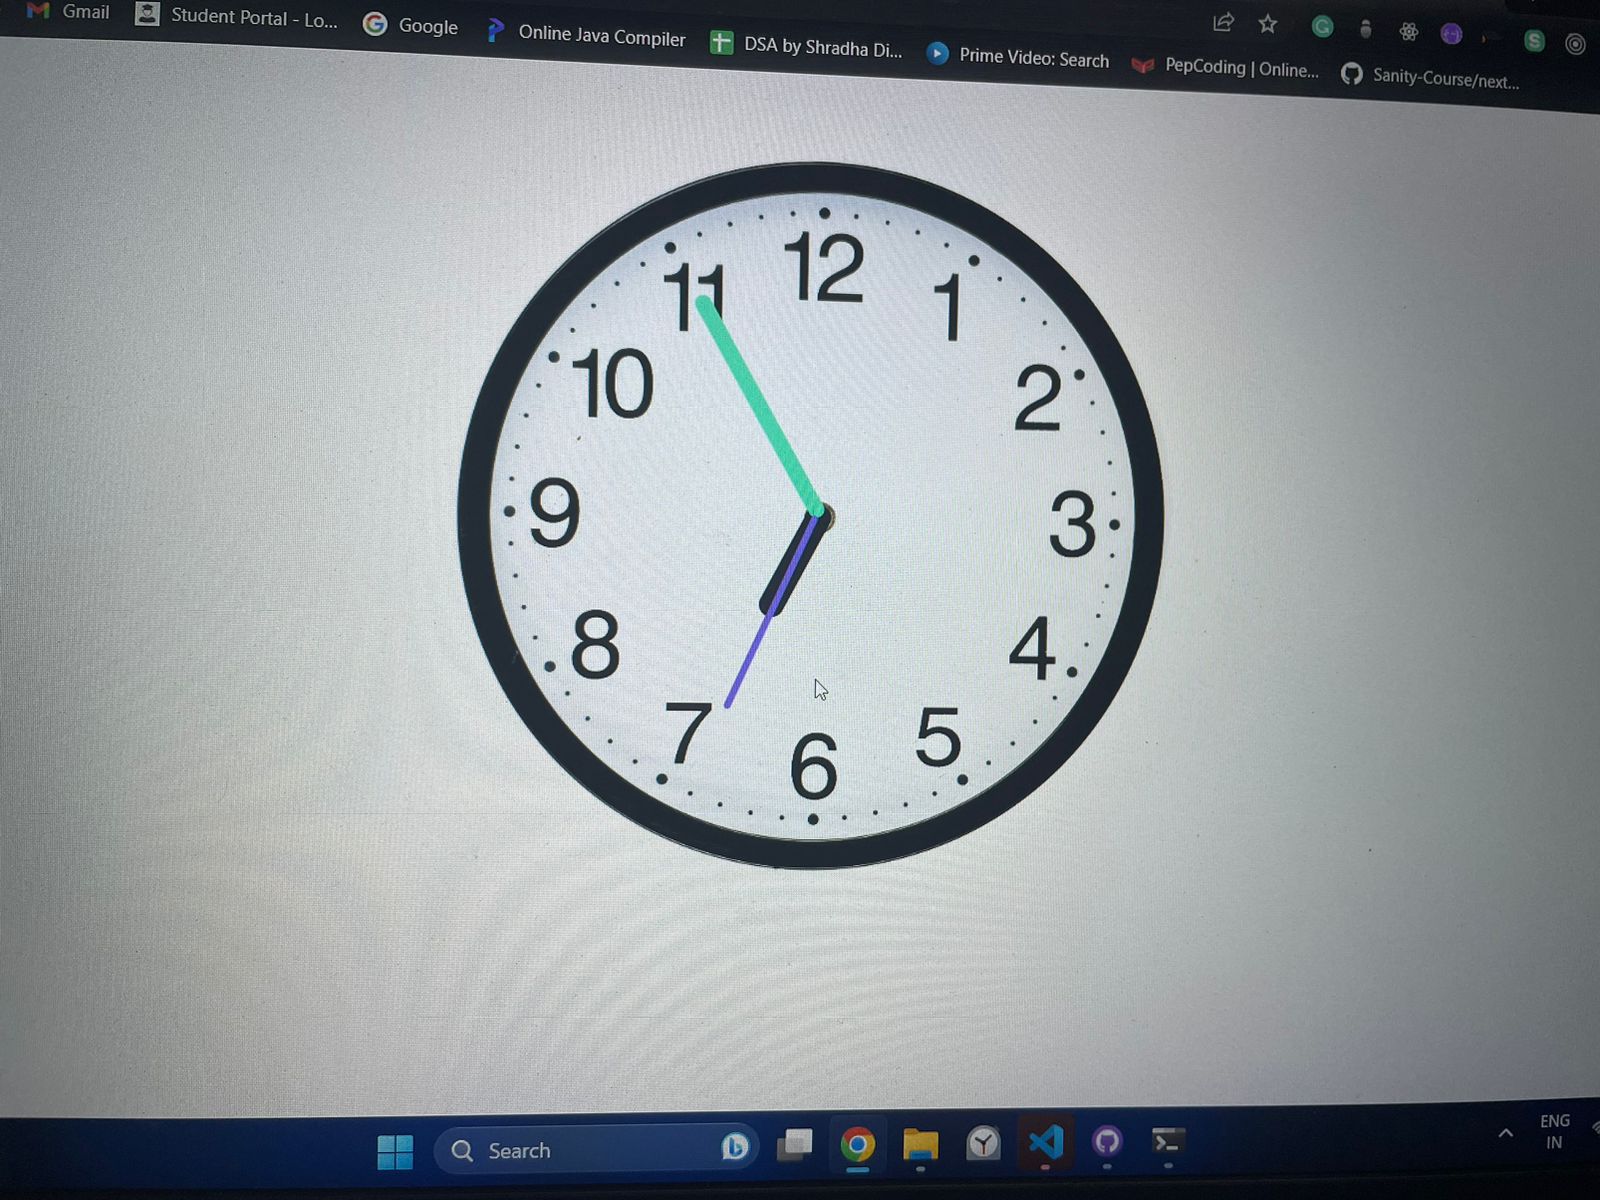 Gmail
Student Portal - Lo...
Google
Online Java Compiler
DSA by Shradha Di...
Prime Video: Search
PepCoding | Online...
Sanity-Course/next...
12
11
1
10
2
9
3
8
4
7
5
6
Search
ENG
IN